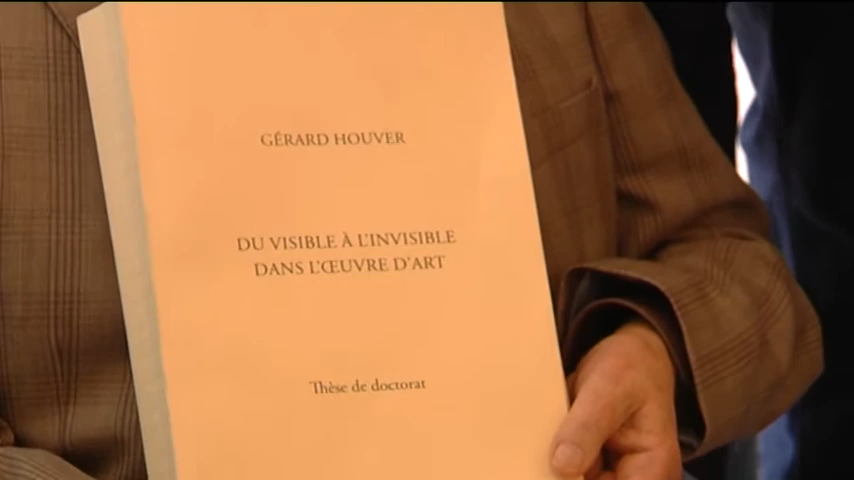 GÉRARD HOUVER
DU VISIBLE À L'INVISIBLE
DANS L'ŒUVRE D'ART
Thèse de doctorat